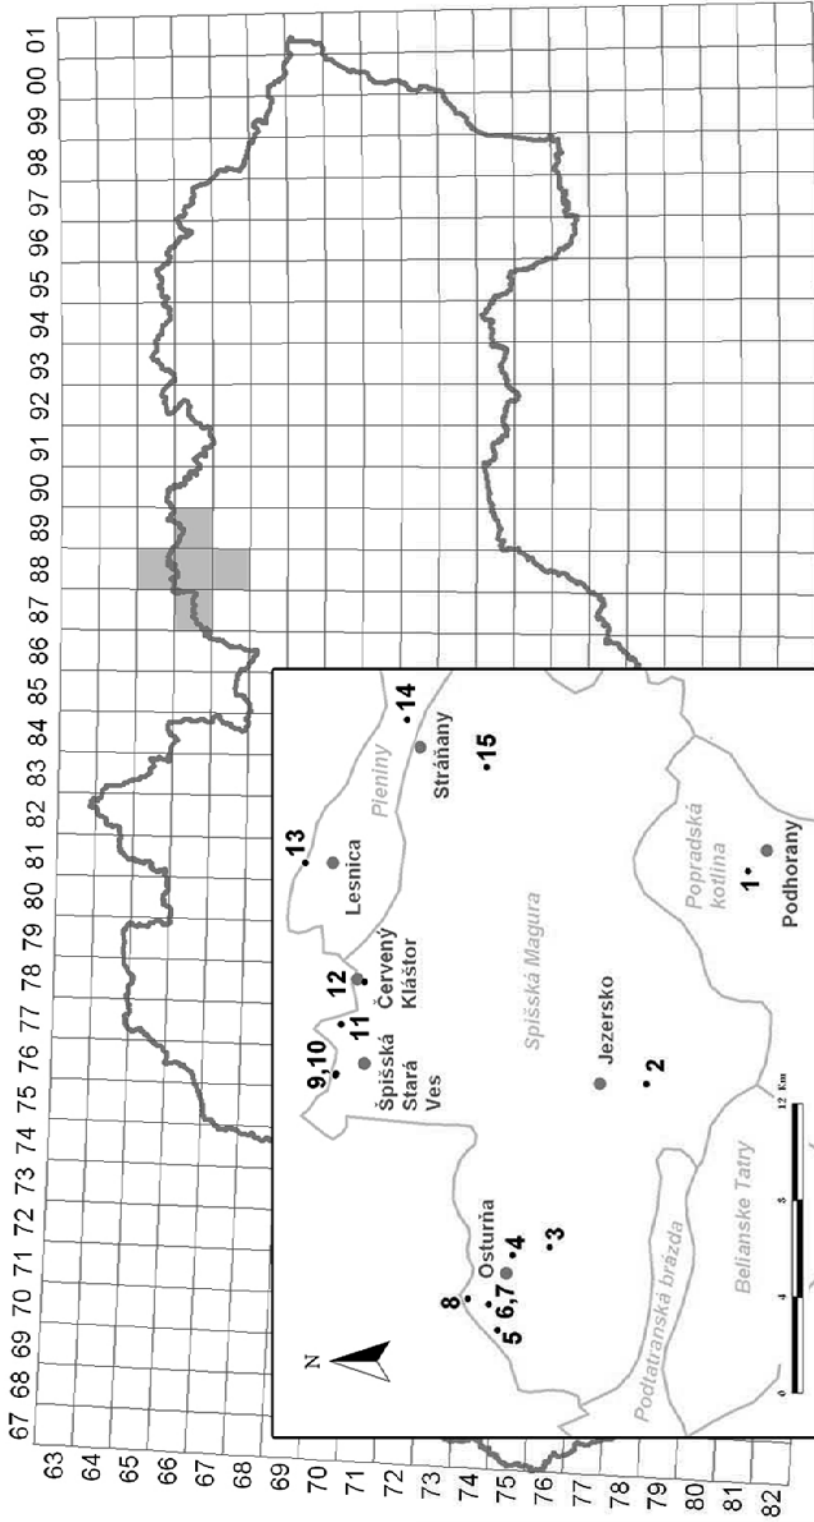 67 68 69 70 71 72 73 74 75 76 77 78 79 80 81 82 83 84 85 86 87 88 89 90 91 92 93 94 95 96 97 98 99 00 01
63
64
65
66
67
68
69
70
71
72
73
74
75
76
77
78
79
80
81
82
N
13
Lesnica
Pieniny
14
Stráňany
15
9,10
11
12
Špišská
Stará
Ves
Červený
Kláštor
8
Osturňa
6,7
5
4
3
Spišská Magura
Jezersko
2
Popradská
kotlina
1
Podhorany
Podtatranská brázda
Belianske Tatry
0 4 8 12 Km